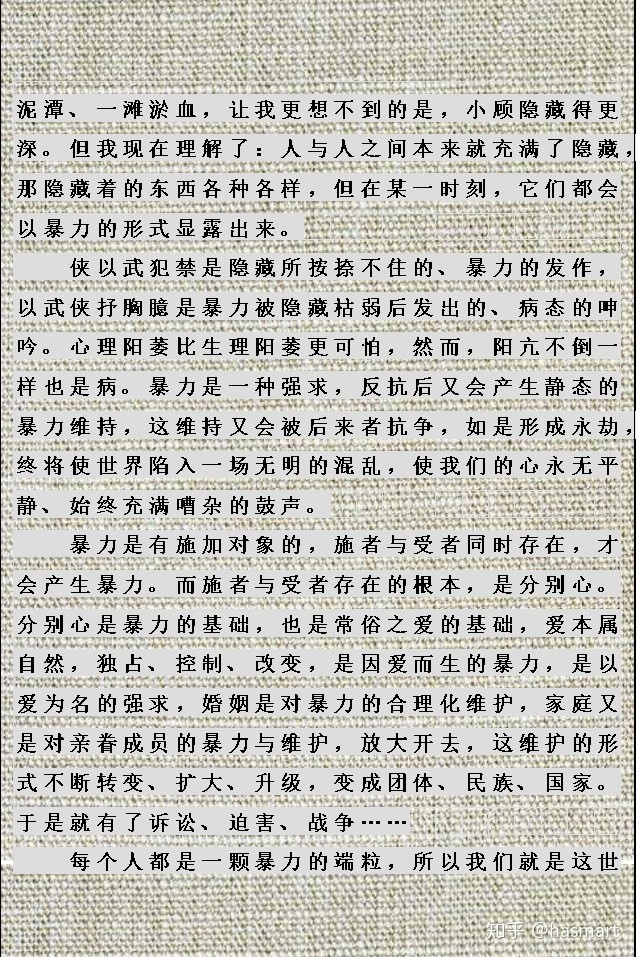 泥潭、一滩淤血，让我更想不到的是，小顾隐藏得更
深。但我现在理解了：人与人之间本来就充满了隐藏，
那隐藏着的东西各种各样，但在某一时刻，它们都会
以暴力的形式显露出来。
侠以武犯禁是隐藏所按捺不住的、暴力的发作，
以武侠抒胸臆是暴力被隐藏枯弱后发出的、病态的呻
吟。心理阳萎比生理阳萎更可怕，然而，阳亢不倒一
样也是病。暴力是一种强求，反抗后又会产生静态的
暴力维持，这维持又会被后来者抗争，如是形成永劫，
终将使世界陷入一场无明的混乱，使我们的心永无平
静、始终充满嘈杂的鼓声。
暴力是有施加对象的，施者与受者同时存在，才
会产生暴力。而施者与受者存在的根本，是分别心。
分别心是暴力的基础，也是常俗之爱的基础，爱本属
自然，独占、控制、改变，是因爱而生的暴力，是以
爱为名的强求，婚姻是对暴力的合理化维护，家庭又
是对亲眷成员的暴力与维护，放大开去，这维护的形
式不断转变、扩大、升级，变成团体、民族、国家。
于是就有了诉讼、迫害、战争……
每个人都是一颗暴力的端粒，所以我们就是这世
知乎 @hasmart